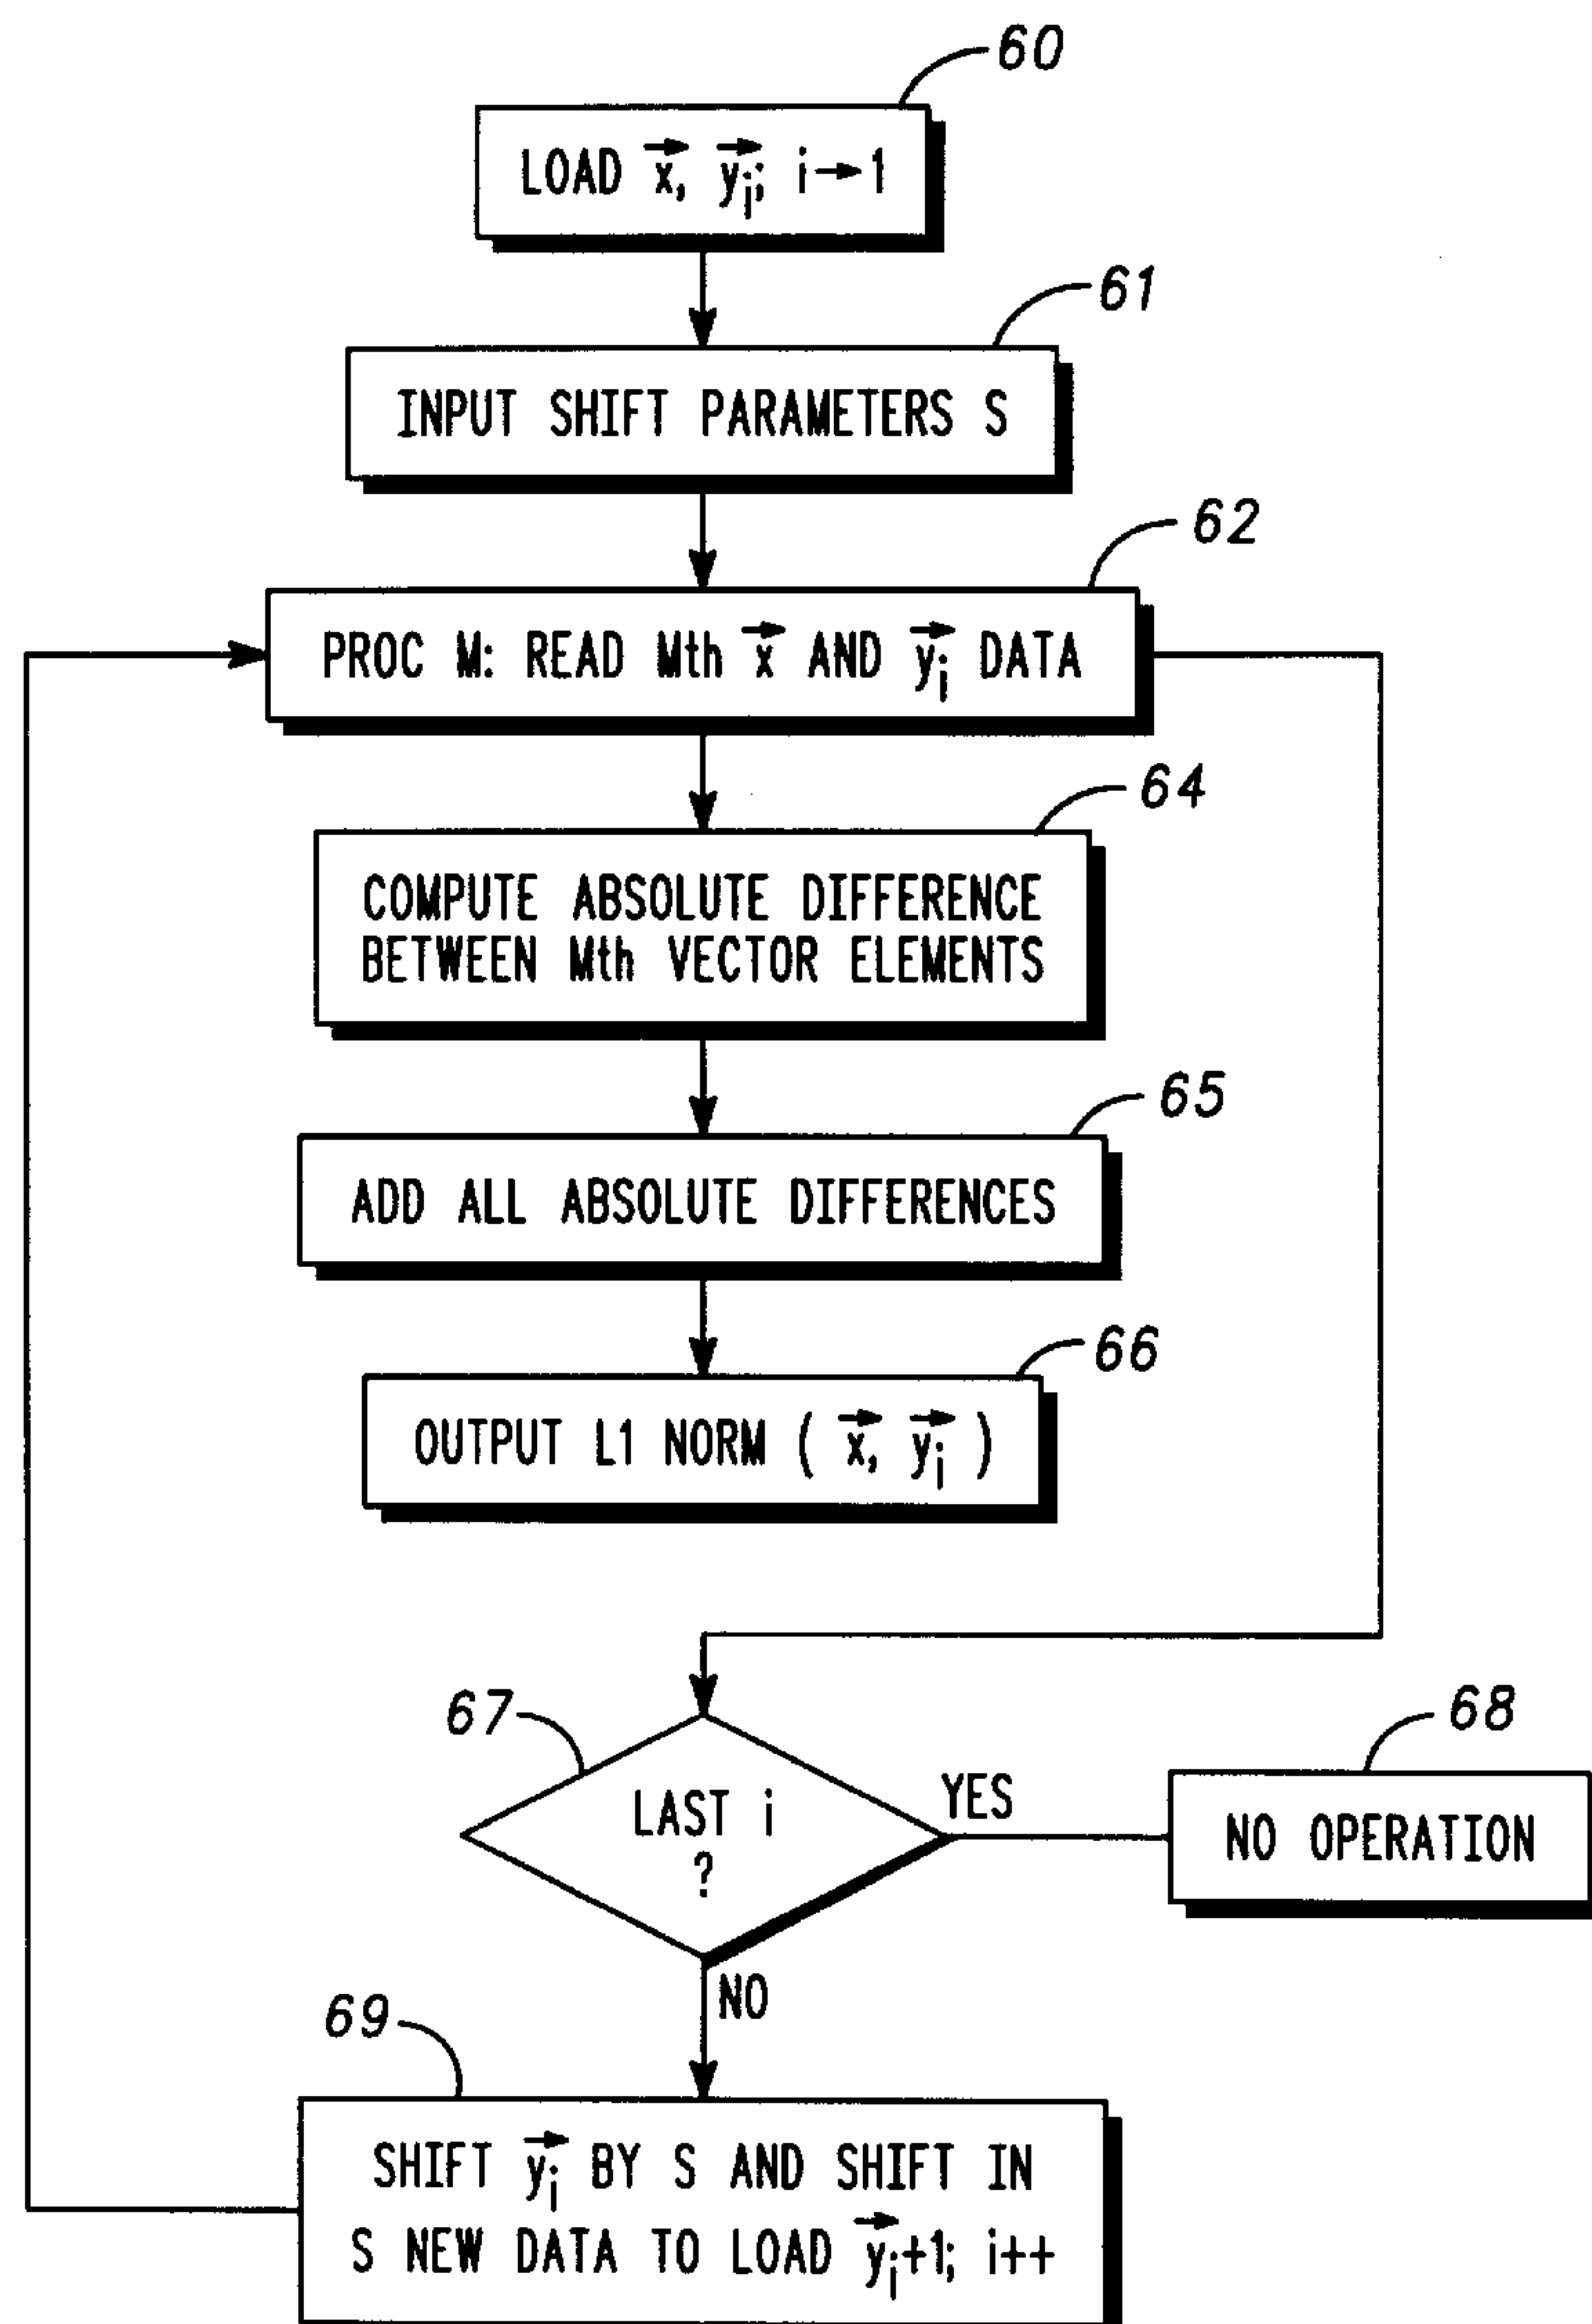 60
LOAD x⃗, y⃗i; i→1
61
INPUT SHIFT PARAMETERS S
62
PROC M: READ Mth x⃗ AND y⃗i DATA
64
COMPUTE ABSOLUTE DIFFERENCE
BETWEEN Mth VECTOR ELEMENTS
65
ADD ALL ABSOLUTE DIFFERENCES
66
OUTPUT L1 NORM ( x⃗, y⃗i )
67
LAST i
?
YES
68
NO OPERATION
NO
69
SHIFT y⃗i BY S AND SHIFT IN
S NEW DATA TO LOAD y⃗i+1; i++